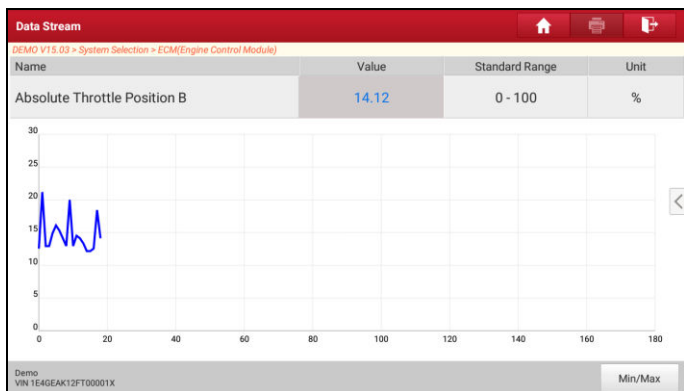 Data Stream
DEMO V15.03 > System Selection > ECM(Engine Control Module)
Name Value Standard Range Unit
Absolute Throttle Position B 14.12 0 - 100 %
30
25
20
15
10
5
0
0 20 40 60 80 100 120 140 160 180
Demo
VIN 1E4GEAK12FT00001X
Min/Max